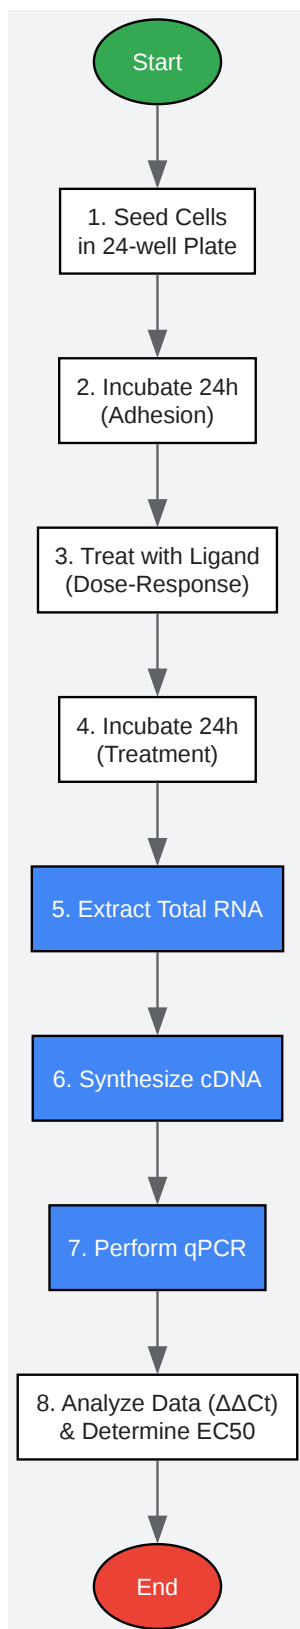 Start
1. Seed Cells
in 24-well Plate
2. Incubate 24h
(Adhesion)
3. Treat with Ligand
(Dose-Response)
4. Incubate 24h
(Treatment)
5. Extract Total RNA
6. Synthesize cDNA
7. Perform qPCR
8. Analyze Data (ΔΔCt)
& Determine EC50
End